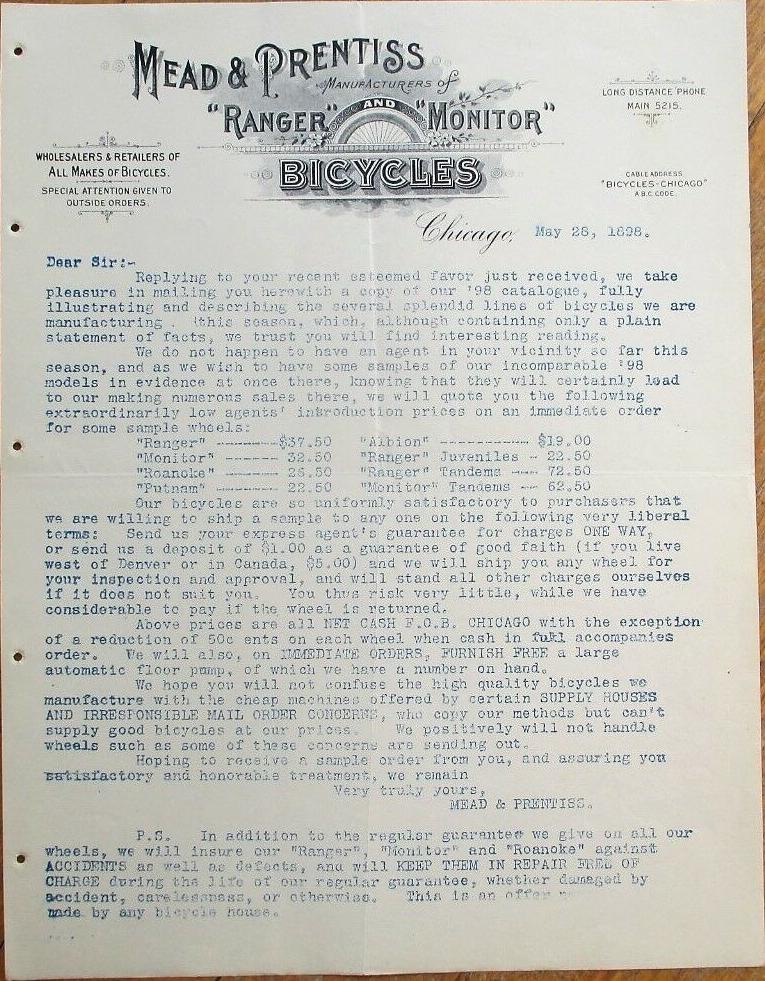 MEAD & PRENTISS
MANUFACTURERS of
"RANGER" AND "MONITOR"
BICYCLES
WHOLESALERS & RETAILERS OF
ALL MAKES OF BICYCLES.
SPECIAL ATTENTION GIVEN TO
OUTSIDE ORDERS.
LONG DISTANCE 'PHONE
MAIN 5215.
CABLE ADDRESS
"BICYCLES-CHICAGO"
A.B.C. CODE.
Chicago, May 28, 1898.
Dear Sir:-
Replying to your recent esteemed favor just received, we take
pleasure in mailing you herewith a copy of our '98 catalogue, fully
illustrating and describing the several splendid lines of bicycles we are
manufacturing . this season, which, although containing only a plain
statement of facts, we trust you will find interesting reading.
We do not happen to have an agent in your vicinity so far this
season, and as we wish to have some samples of our incomparable '98
models in evidence at once there, knowing that they will certainly lead
to our making numerous sales there, we will quote you the following
extraordinarily low agents' introduction prices on an immediate order
for some sample wheels:
"Ranger" -------$37.50 "Albion" ----------- $19.00
"Monitor" ------ 32.50 "Ranger" Juveniles - 22.50
"Roanoke" ------ 26.50 "Ranger" Tandems --- 72.50
"Putnam" ------- 22.50 "Monitor" Tandems -- 62.50
Our bicycles are so uniformly satisfactory to purchasers that
we are willing to ship a sample to any one on the following very liberal
terms: Send us your express agent's guarantee for charges ONE WAY,
or send us a deposit of $1.00 as a guarantee of good faith (if you live
west of Denver or in Canada, $5.00) and we will ship you any wheel for
your inspection and approval, and will stand all other charges ourselves
if it does not suit you. You thus risk very little, while we have
considerable to pay if the wheel is returned.
Above prices are all NET CASH F.O.B. CHICAGO with the exception
of a reduction of 50c ents on each wheel when cash in full accompanies
order. We will also, on IMMEDIATE ORDERS, FURNISH FREE a large
automatic floor pump, of which we have a number on hand.
We hope you will not confuse the high quality bicycles we
manufacture with the cheap machines offered by certain SUPPLY HOUSES
AND IRRESPONSIBLE MAIL ORDER CONCERNS, who copy our methods but can't
supply good bicycles at our prices. We positively will not handle
wheels such as some of these concerns are sending out.
Hoping to receive a sample order from you, and assuring you
satisfactory and honorable treatment, we remain
Very truly yours,
MEAD & PRENTISS.
P.S. In addition to the regular guarantee we give on all our
wheels, we will insure our "Ranger", "Monitor" and "Roanoke" against
ACCIDENTS as well as defects, and will KEEP THEM IN REPAIR FREE OF
CHARGE during the life of our regular guarantee, whether damaged by
accident, carelessness, or otherwise. This is an offer
made by any bicycle house.